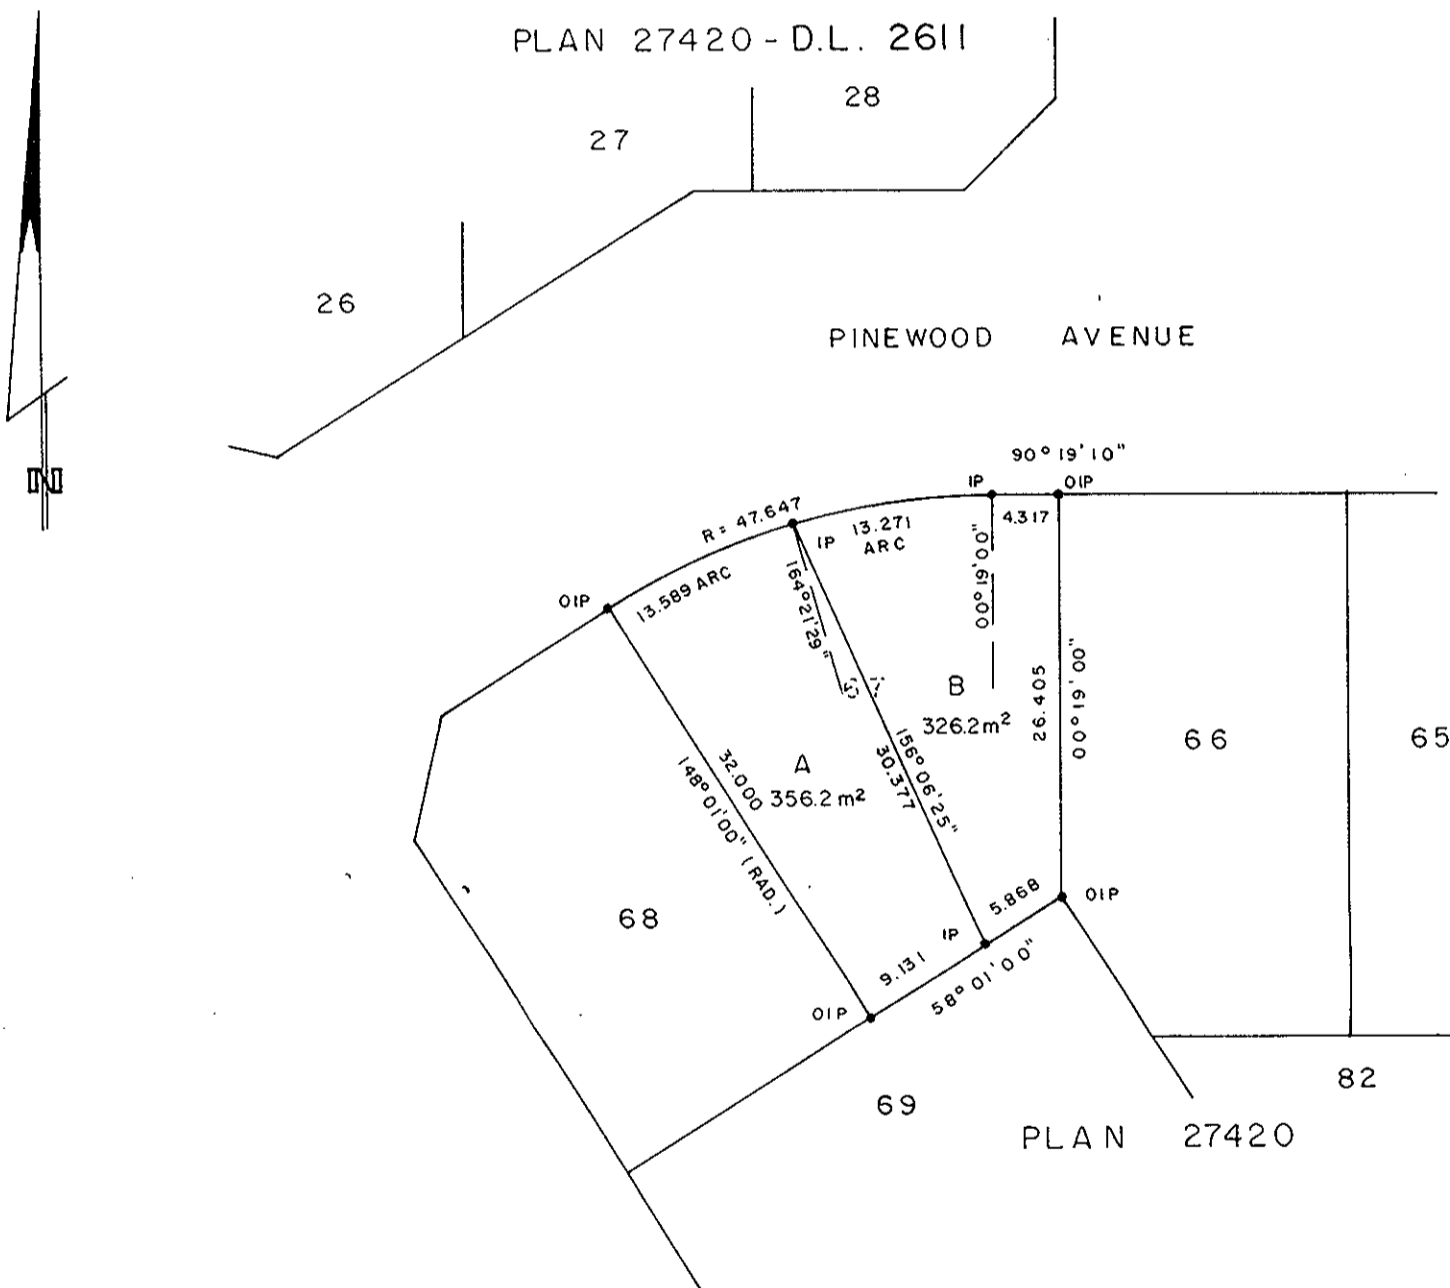 PLAN 27420 - D.L. 2611
28
27
26
PINEWOOD AVENUE
N
90° 19' 10"
IP
OIP
R = 47.647
4.317
13.271
ARC
IP
00°19'00"
164°21'29"
OIP
13.589 ARC
B
326.2 m²
26.405
00°19'00"
66
65
A
356.2 m²
32.000
148°01'00" (RAD.)
156°06'25"
30.377
68
5.868
OIP
IP
9.131
58° 01' 00"
OIP
69
82
PLAN 27420